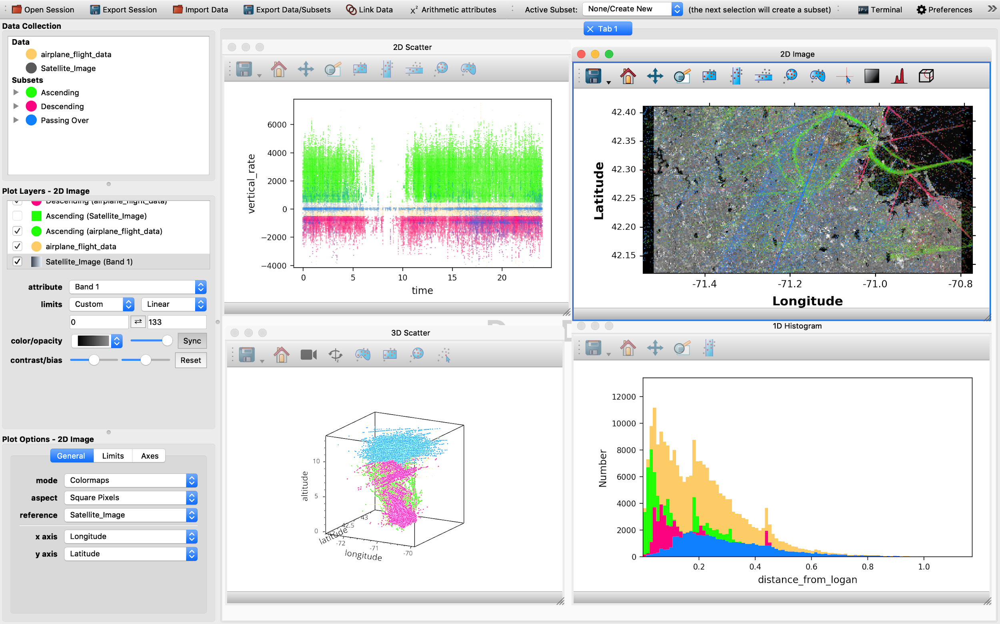 Open Session Export Session Import Data Export Data/Subsets Link Data x² Arithmetic attributes Active Subset: None/Create New (the next selection will create a subset) Terminal Preferences
Data Collection
Data
airplane_flight_data
Satellite_Image
Subsets
Ascending
Descending
Passing Over
Plot Layers - 2D Image
Descending (airplane_flight_data)
Ascending (Satellite_Image)
Ascending (airplane_flight_data)
airplane_flight_data
Satellite_Image (Band 1)
attribute Band 1
limits Custom Linear
0 133
color/opacity Sync
contrast/bias Reset
Plot Options - 2D Image
General Limits Axes
mode Colormaps
aspect Square Pixels
reference Satellite_Image
x axis Longitude
y axis Latitude
Tab 1
2D Scatter
6000
4000
2000
0
−2000
−4000
vertical_rate
0 5 10 15 20
time
2D Image
42.40
42.35
42.30
42.25
42.20
42.15
Latitude
-71.4 -71.2 -71.0 -70.8
Longitude
3D Scatter
10
5
0
altitude
43
42.5
latitude
-72 -71 -70
longitude
1D Histogram
12000
10000
8000
6000
4000
2000
0
Number
0.2 0.4 0.6 0.8 1.0
distance_from_logan